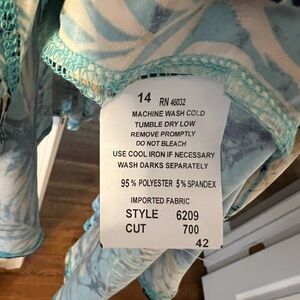 14 RN 46032
MACHINE WASH COLD
TUMBLE DRY LOW
REMOVE PROMPTLY
DO NOT BLEACH
USE COOL IRON IF NECESSARY
WASH DARKS SEPARATELY
95% POLYESTER 5% SPANDEX
IMPORTED FABRIC
STYLE 6209
CUT 700
42